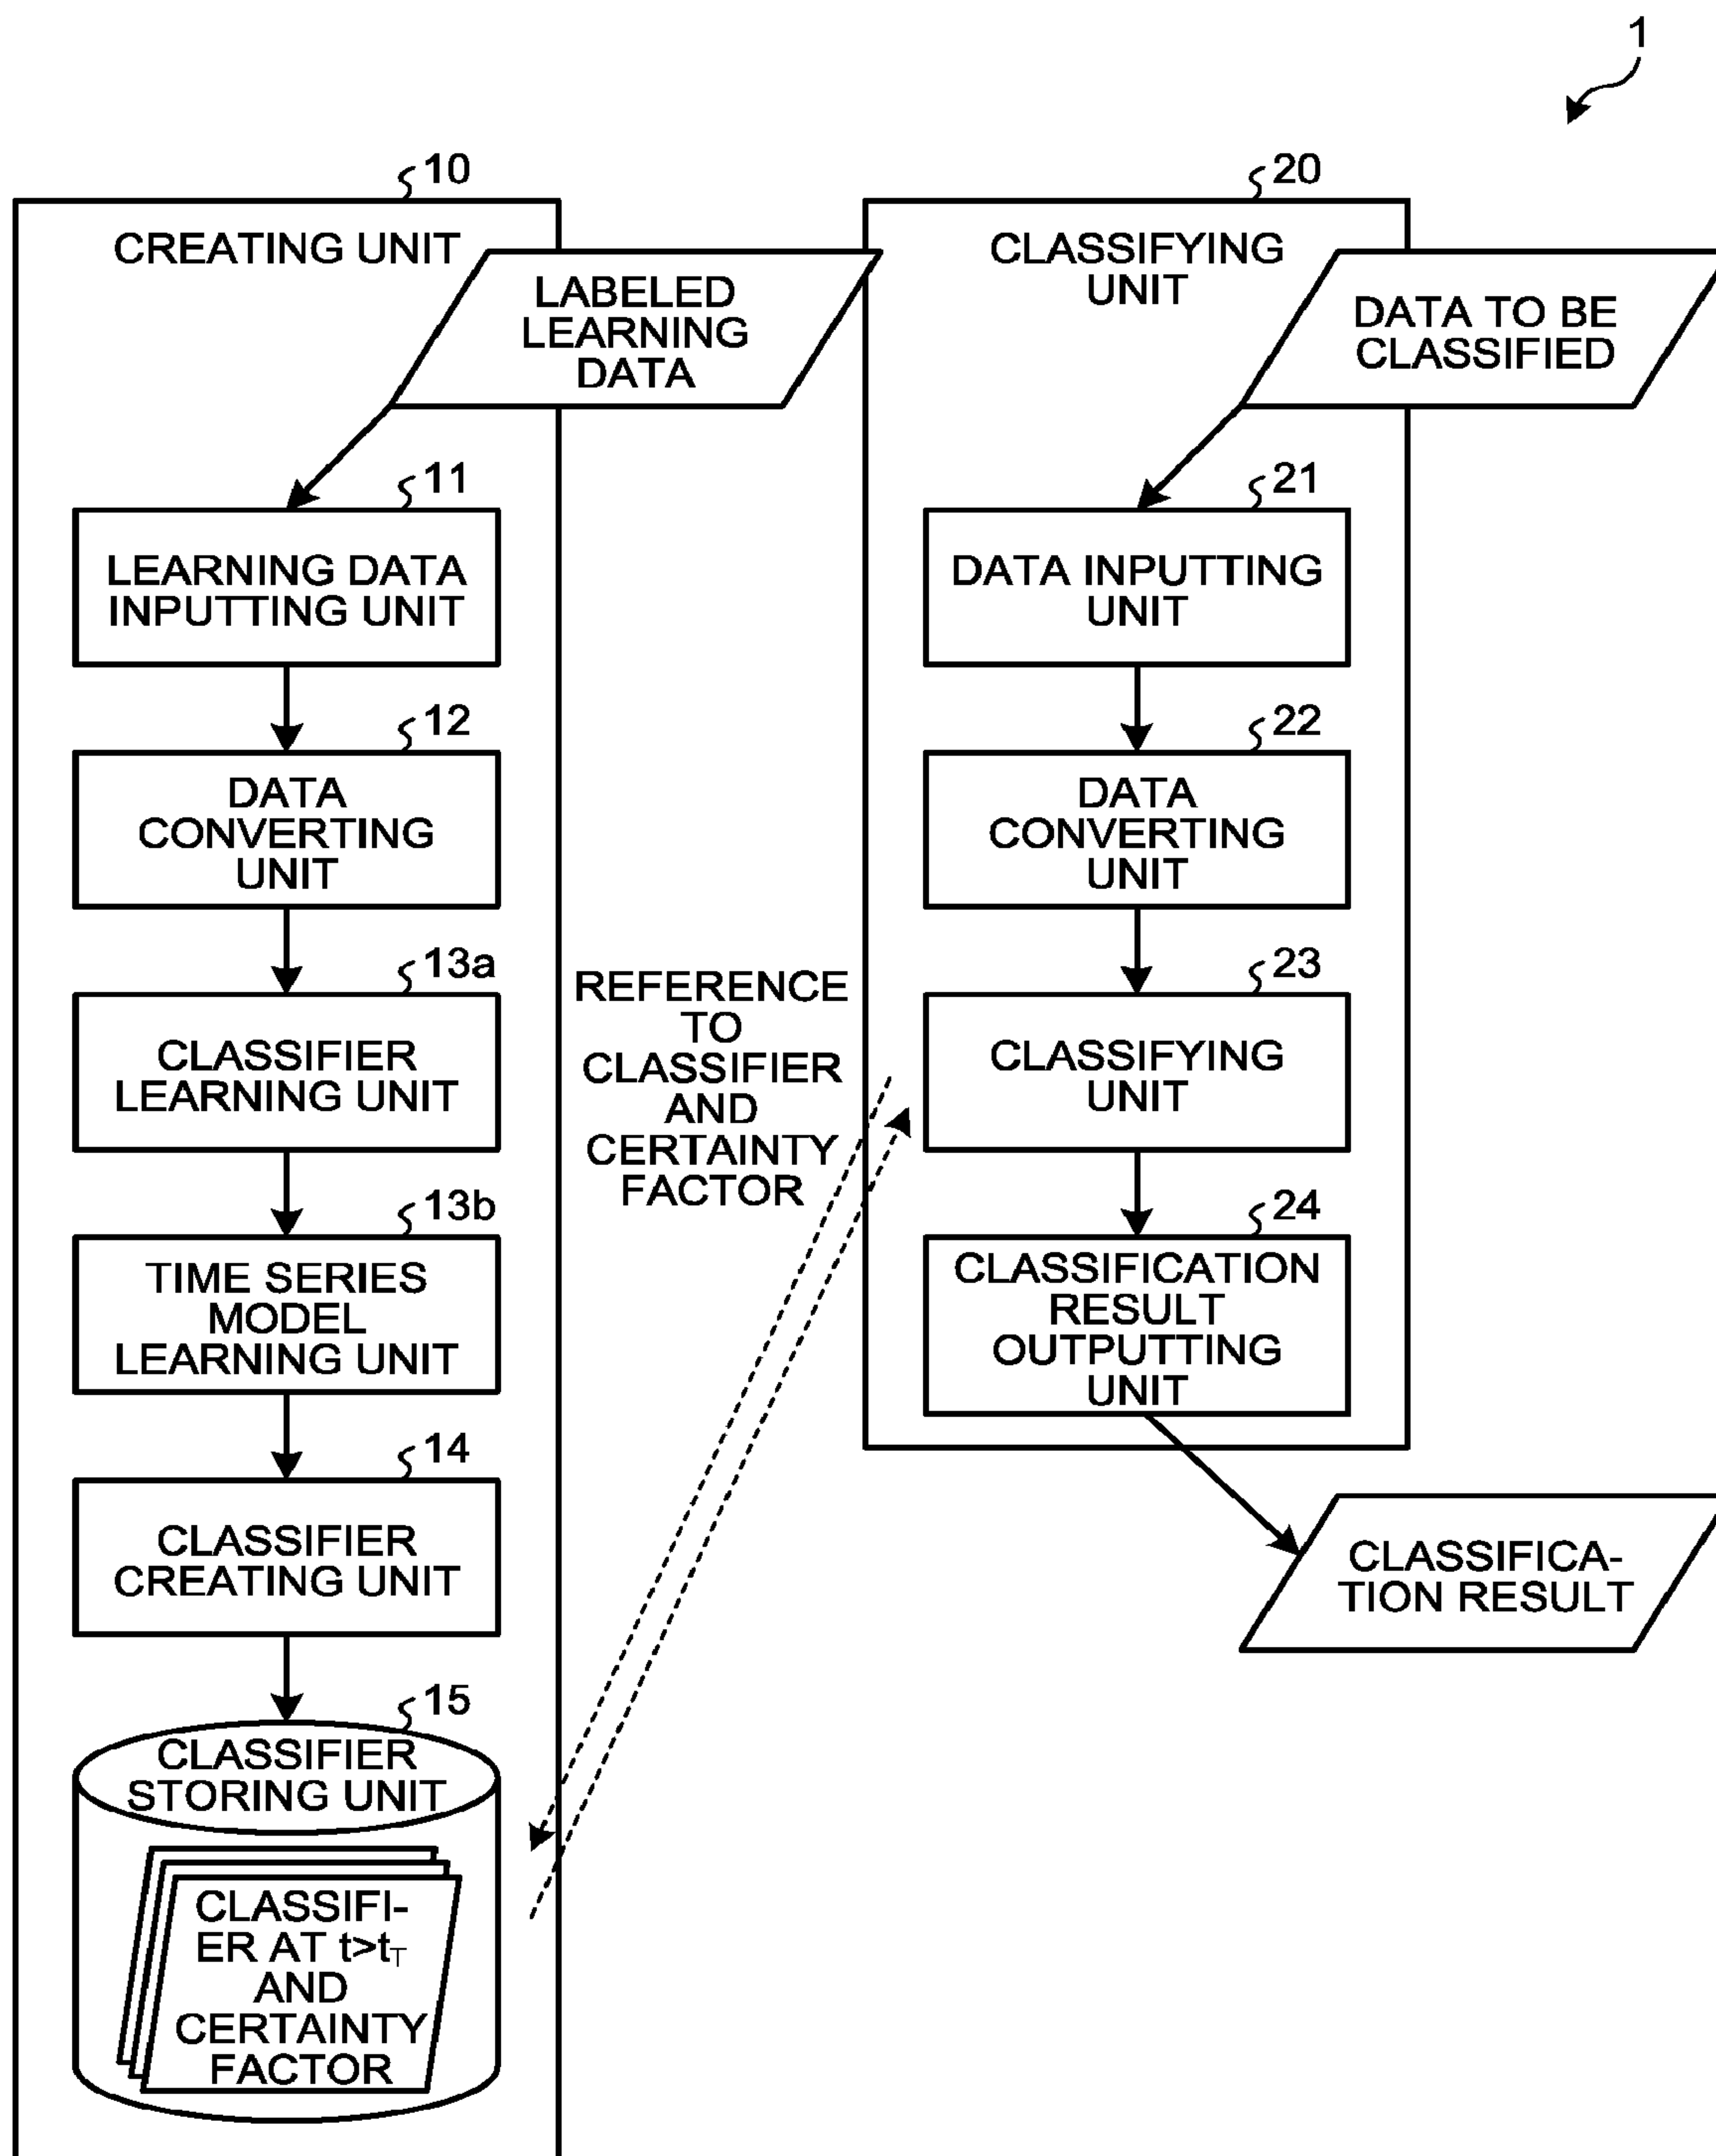 1
10
CREATING UNIT
LABELED
LEARNING
DATA
11
LEARNING DATA
INPUTTING UNIT
12
DATA
CONVERTING
UNIT
13a
CLASSIFIER
LEARNING UNIT
13b
TIME SERIES
MODEL
LEARNING UNIT
14
CLASSIFIER
CREATING UNIT
15
CLASSIFIER
STORING UNIT
CLASSIFI-
ER AT t>tT
AND
CERTAINTY
FACTOR
REFERENCE
TO
CLASSIFIER
AND
CERTAINTY
FACTOR
20
CLASSIFYING
UNIT
DATA TO BE
CLASSIFIED
21
DATA INPUTTING
UNIT
22
DATA
CONVERTING
UNIT
23
CLASSIFYING
UNIT
24
CLASSIFICATION
RESULT
OUTPUTTING
UNIT
CLASSIFICA-
TION RESULT